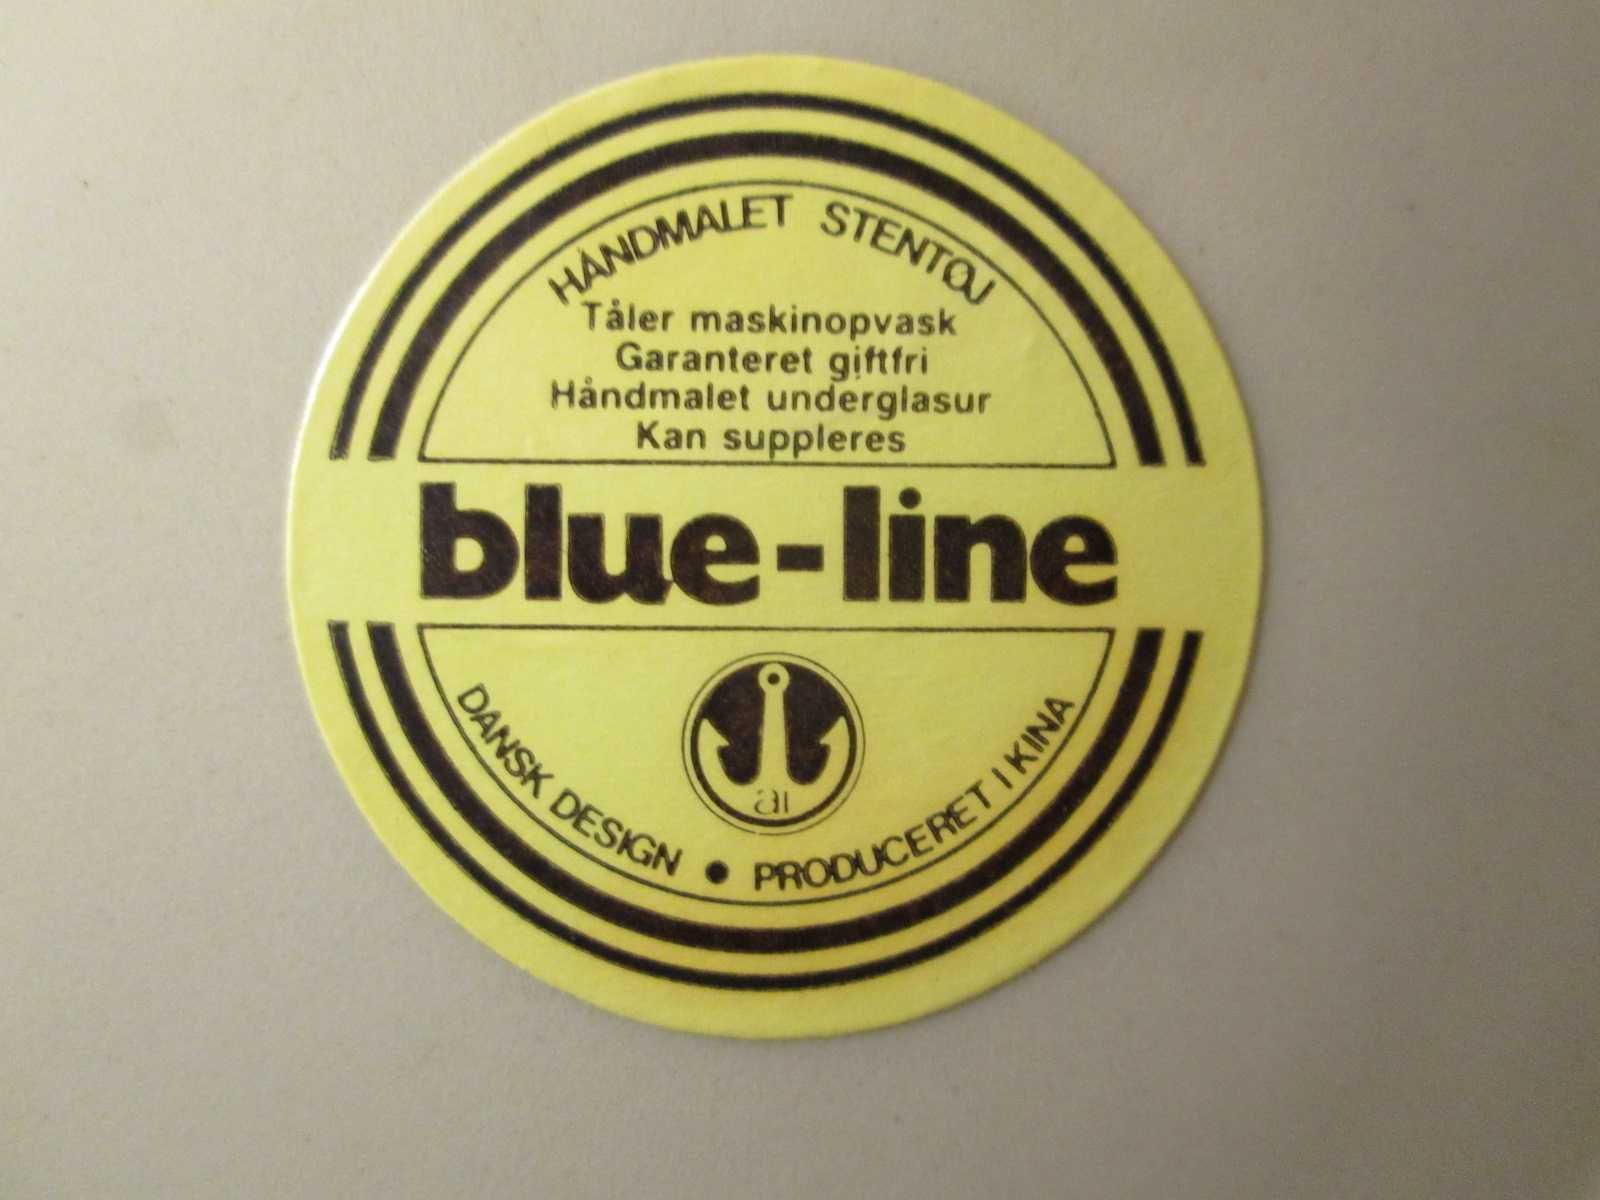 HÅNDMALET STENTØJ
Tåler maskinopvask
Garanteret giftfri
Håndmalet underglasur
Kan suppleres
blue-line
DANSK DESIGN • PRODUCERET I KINA